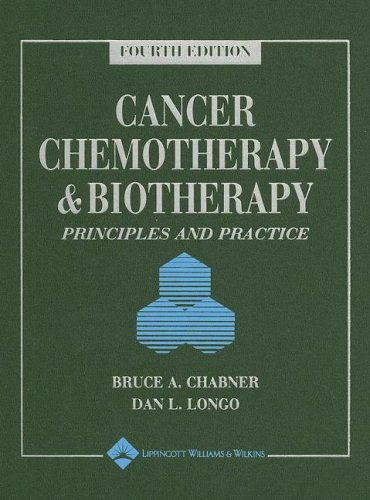 FOURTH EDITION
CANCER
CHEMOTHERAPY
& BIOTHERAPY
PRINCIPLES AND PRACTICE
BRUCE A. CHABNER
DAN L. LONGO
LIPPINCOTT WILLIAMS & WILKINS